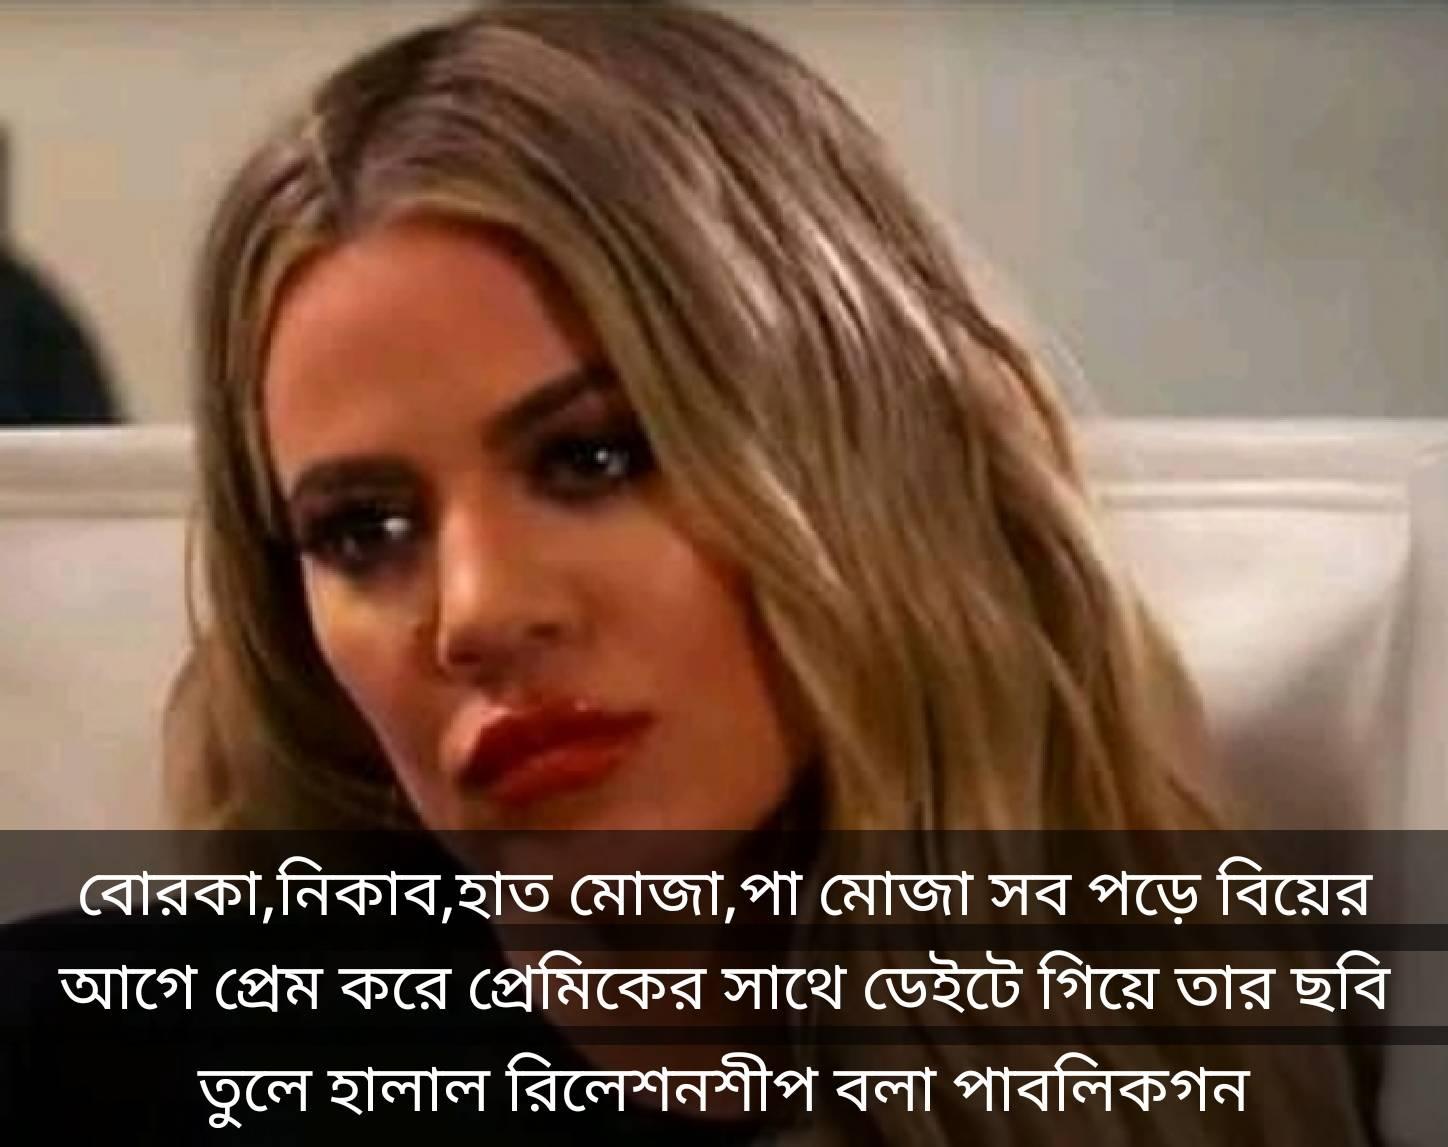 বোরকা,নিকাব,হাত মোজা,পা মোজা সব পড়ে বিয়ের
আগে প্রেম করে প্রেমিকের সাথে ডেইটে গিয়ে তার ছবি
তুলে হালাল রিলেশনশীপ বলা পাবলিকগন